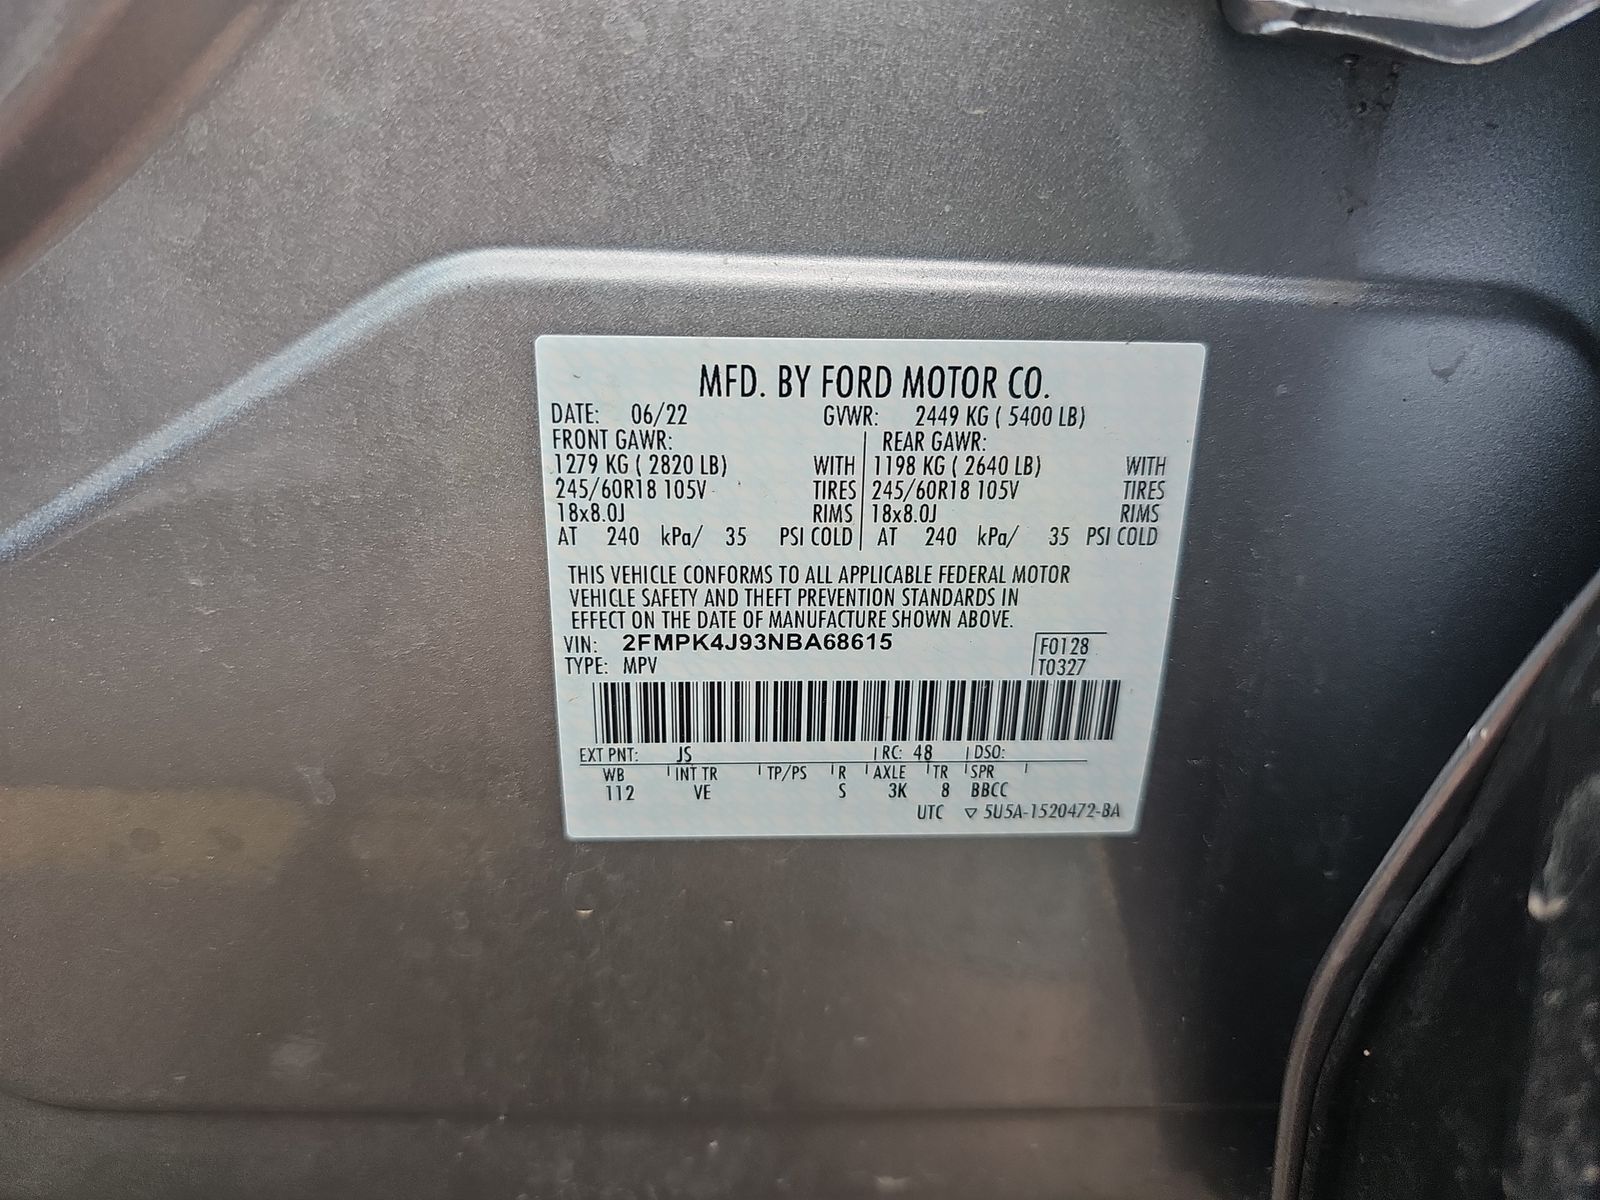 MFD. BY FORD MOTOR CO.
DATE: 06/22 GVWR: 2449 KG ( 5400 LB)
FRONT GAWR: REAR GAWR:
1279 KG ( 2820 LB) WITH 1198 KG ( 2640 LB) WITH
245/60R18 105V TIRES 245/60R18 105V TIRES
18x8.0J RIMS 18x8.0J RIMS
AT 240 kPa/ 35 PSI COLD AT 240 kPa/ 35 PSI COLD
THIS VEHICLE CONFORMS TO ALL APPLICABLE FEDERAL MOTOR
VEHICLE SAFETY AND THEFT PREVENTION STANDARDS IN
EFFECT ON THE DATE OF MANUFACTURE SHOWN ABOVE.
VIN: 2FMPK4J93NBA68615 F0128
TYPE: MPV T0327
EXT PNT: JS RC: 48 DSO:
WB INT TR TP/PS R AXLE TR SPR
112 VE S 3K 8 BBCC
UTC ▽ 5U5A-1520472-BA